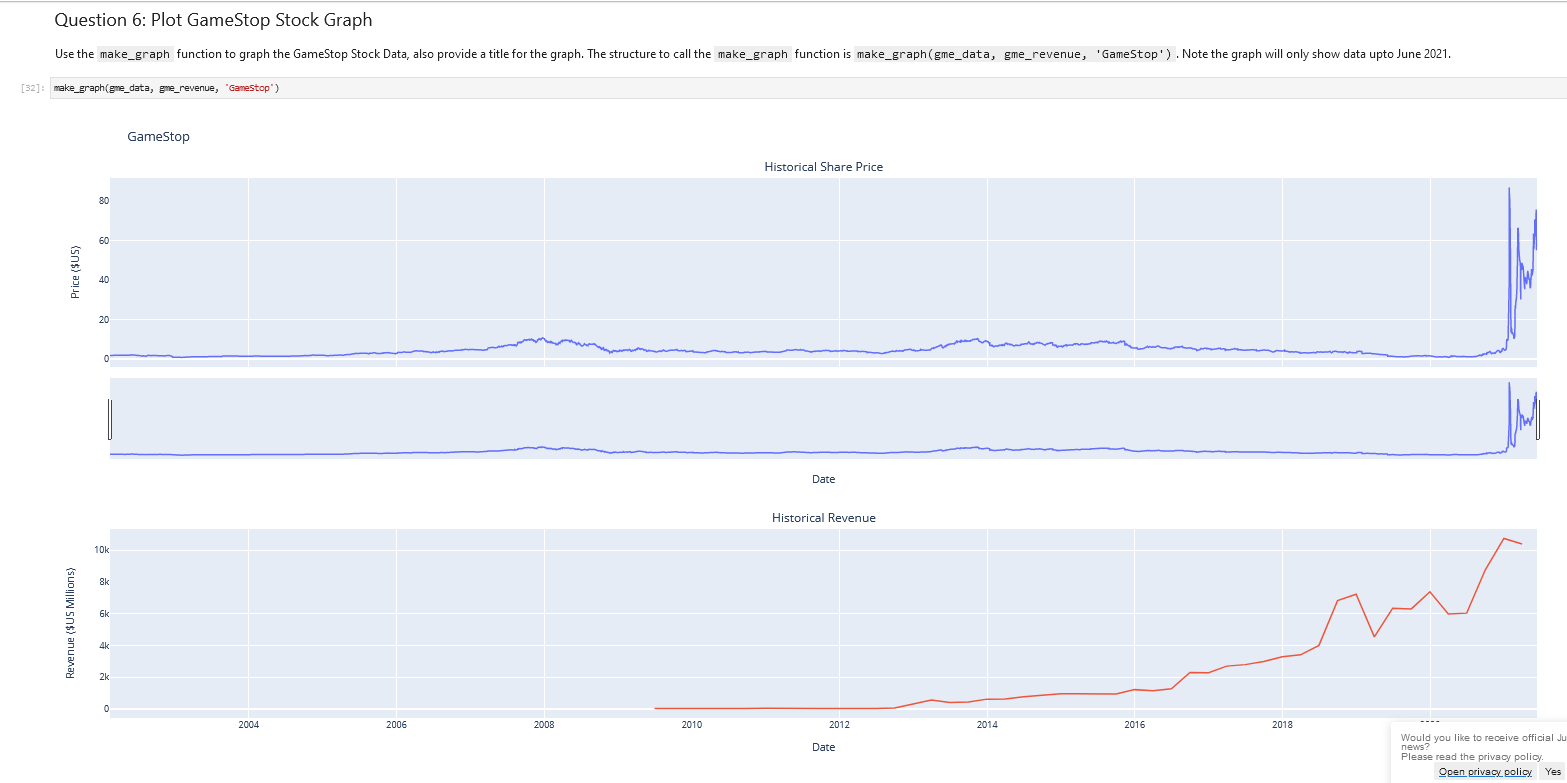 Question 6: Plot GameStop Stock Graph
Use the make_graph function to graph the GameStop Stock Data, also provide a title for the graph. The structure to call the make_graph function is make_graph(gme_data, gme_revenue, 'GameStop') . Note the graph will only show data upto June 2021.
[32]: make_graph(gme_data, gme_revenue, 'GameStop')
GameStop
Historical Share Price
80
60
40
20
0
Price ($US)
Date
Historical Revenue
10k
8k
6k
4k
2k
0
Revenue ($US Millions)
2004 2006 2008 2010 2012 2014 2016 2018
Date
Would you like to receive official Ju
news?
Please read the privacy policy.
Open privacy policy Yes